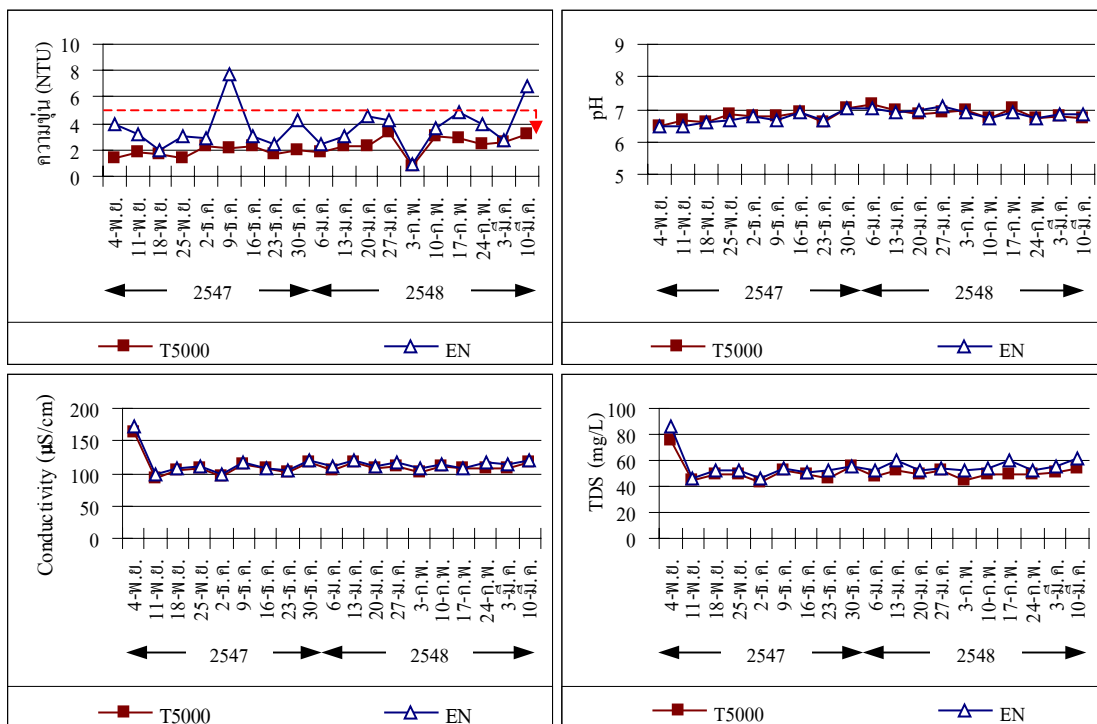 ความขุ่น (NTU)
10
8
6
4
2
0
4-พ.ย.
11-พ.ย.
18-พ.ย.
25-พ.ย.
2-ธ.ค.
9-ธ.ค.
16-ธ.ค.
23-ธ.ค.
30-ธ.ค.
6-ม.ค.
13-ม.ค.
20-ม.ค.
27-ม.ค.
3-ก.พ.
10-ก.พ.
17-ก.พ.
24-ก.พ.
3-มี.ค.
10-มี.ค.
2547
2548
T5000
EN
pH
9
8
7
6
5
4-พ.ย.
11-พ.ย.
18-พ.ย.
25-พ.ย.
2-ธ.ค.
9-ธ.ค.
16-ธ.ค.
23-ธ.ค.
30-ธ.ค.
6-ม.ค.
13-ม.ค.
20-ม.ค.
27-ม.ค.
3-ก.พ.
10-ก.พ.
17-ก.พ.
24-ก.พ.
3-มี.ค.
10-มี.ค.
2547
2548
T5000
EN
Conductivity (µS/cm)
200
150
100
50
0
4-พ.ย.
11-พ.ย.
18-พ.ย.
25-พ.ย.
2-ธ.ค.
9-ธ.ค.
16-ธ.ค.
23-ธ.ค.
30-ธ.ค.
6-ม.ค.
13-ม.ค.
20-ม.ค.
27-ม.ค.
3-ก.พ.
10-ก.พ.
17-ก.พ.
24-ก.พ.
3-มี.ค.
10-มี.ค.
2547
2548
T5000
EN
TDS (mg/L)
100
80
60
40
20
0
4-พ.ย.
11-พ.ย.
18-พ.ย.
25-พ.ย.
2-ธ.ค.
9-ธ.ค.
16-ธ.ค.
23-ธ.ค.
30-ธ.ค.
6-ม.ค.
13-ม.ค.
20-ม.ค.
27-ม.ค.
3-ก.พ.
10-ก.พ.
17-ก.พ.
24-ก.พ.
3-มี.ค.
10-มี.ค.
2547
2548
T5000
EN